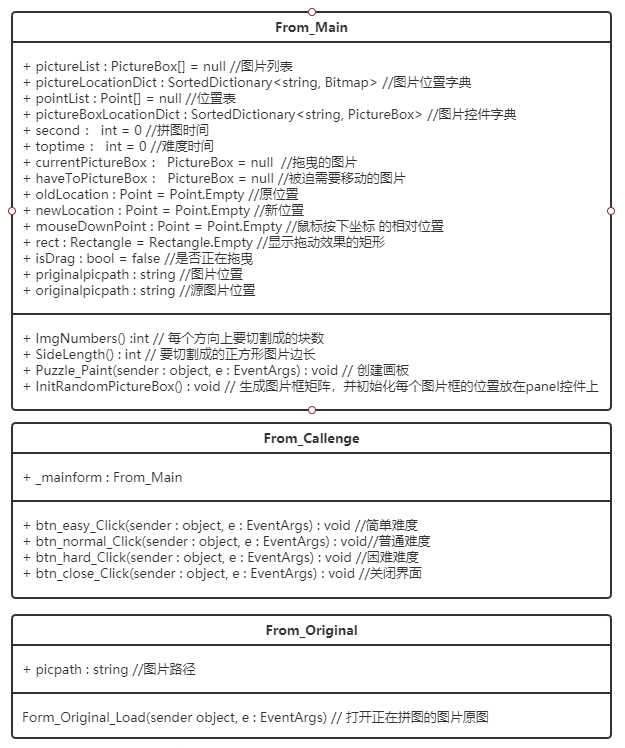 From_Main
+ pictureList : PictureBox[] = null //图片列表
+ pictureLocationDict : SortedDictionary<string, Bitmap> //图片位置字典
+ pointList : Point[] = null //位置表
+ pictureBoxLocationDict : SortedDictionary<string, PictureBox> //图片控件字典
+ second： int = 0 //拼图时间
+ toptime： int = 0 //难度时间
+ currentPictureBox： PictureBox = null //拖曳的图片
+ haveToPictureBox： PictureBox = null //被迫需要移动的图片
+ oldLocation : Point = Point.Empty //原位置
+ newLocation : Point = Point.Empty //新位置
+ mouseDownPoint : Point = Point.Empty //鼠标按下坐标 的相对位置
+ rect : Rectangle = Rectangle.Empty //显示拖动效果的矩形
+ isDrag : bool = false //是否正在拖曳
+ priginalpicpath : string //图片位置
+ originalpicpath : string //源图片位置
+ ImgNumbers() :int // 每个方向上要切割成的块数
+ SideLength() : int // 要切割成的正方形图片边长
+ Puzzle_Paint(sender : object, e : EventArgs) : void // 创建画板
+ InitRandomPictureBox() : void // 生成图片框矩阵，并初始化每个图片框的位置放在panel控件上
From_Callenge
+ _mainform : From_Main
+ btn_easy_Click(sender : object, e : EventArgs) : void //简单难度
+ btn_normal_Click(sender : object, e : EventArgs) : void//普通难度
+ btn_hard_Click(sender : object, e : EventArgs) : void //困难难度
+ btn_close_Click(sender : object, e : EventArgs) : void //关闭界面
From_Original
+ picpath : string //图片路径
Form_Original_Load(sender object, e : EventArgs) // 打开正在拼图的图片原图